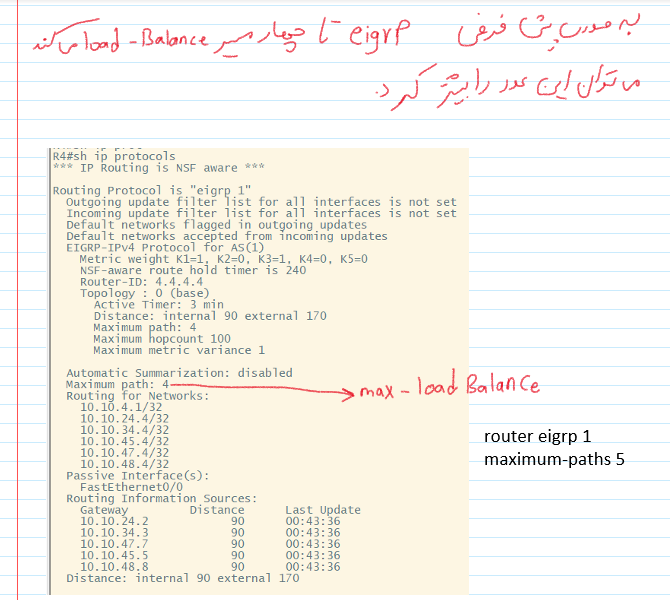 به صورت پیش فرض eigrp تا چهار مسیر load-Balance می کند
می توان این عدد را بیشتر کرد.
R4#sh ip protocols
*** IP Routing is NSF aware ***
Routing Protocol is "eigrp 1"
Outgoing update filter list for all interfaces is not set
Incoming update filter list for all interfaces is not set
Default networks flagged in outgoing updates
Default networks accepted from incoming updates
EIGRP-IPv4 Protocol for AS(1)
Metric weight K1=1, K2=0, K3=1, K4=0, K5=0
NSF-aware route hold timer is 240
Router-ID: 4.4.4.4
Topology : 0 (base)
Active Timer: 3 min
Distance: internal 90 external 170
Maximum path: 4
Maximum hopcount 100
Maximum metric variance 1
Automatic Summarization: disabled
Maximum path: 4
max-load Balance
Routing for Networks:
10.10.4.1/32
10.10.24.4/32
10.10.34.4/32
10.10.45.4/32
10.10.47.4/32
10.10.48.4/32
Passive Interface(s):
FastEthernet0/0
Routing Information Sources:
Gateway Distance Last Update
10.10.24.2 90 00:43:36
10.10.34.3 90 00:43:36
10.10.47.7 90 00:43:36
10.10.45.5 90 00:43:36
10.10.48.8 90 00:43:36
Distance: internal 90 external 170
router eigrp 1
maximum-paths 5